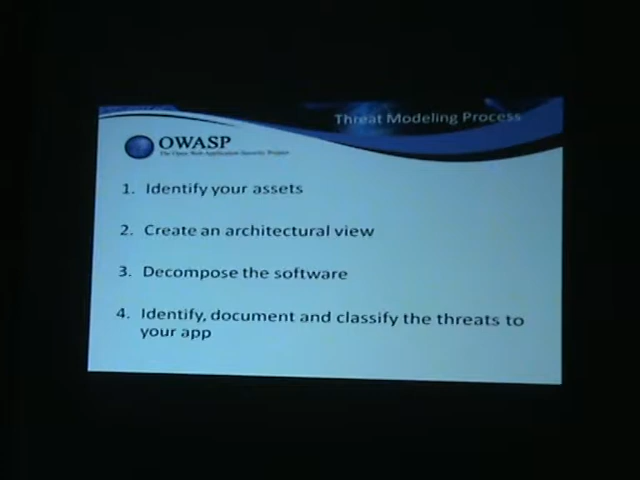 Threat Modeling Process
OWASP
The Open Web Application Security Project
1. Identify your assets
2. Create an architectural view
3. Decompose the software
4. Identify, document and classify the threats to
your app